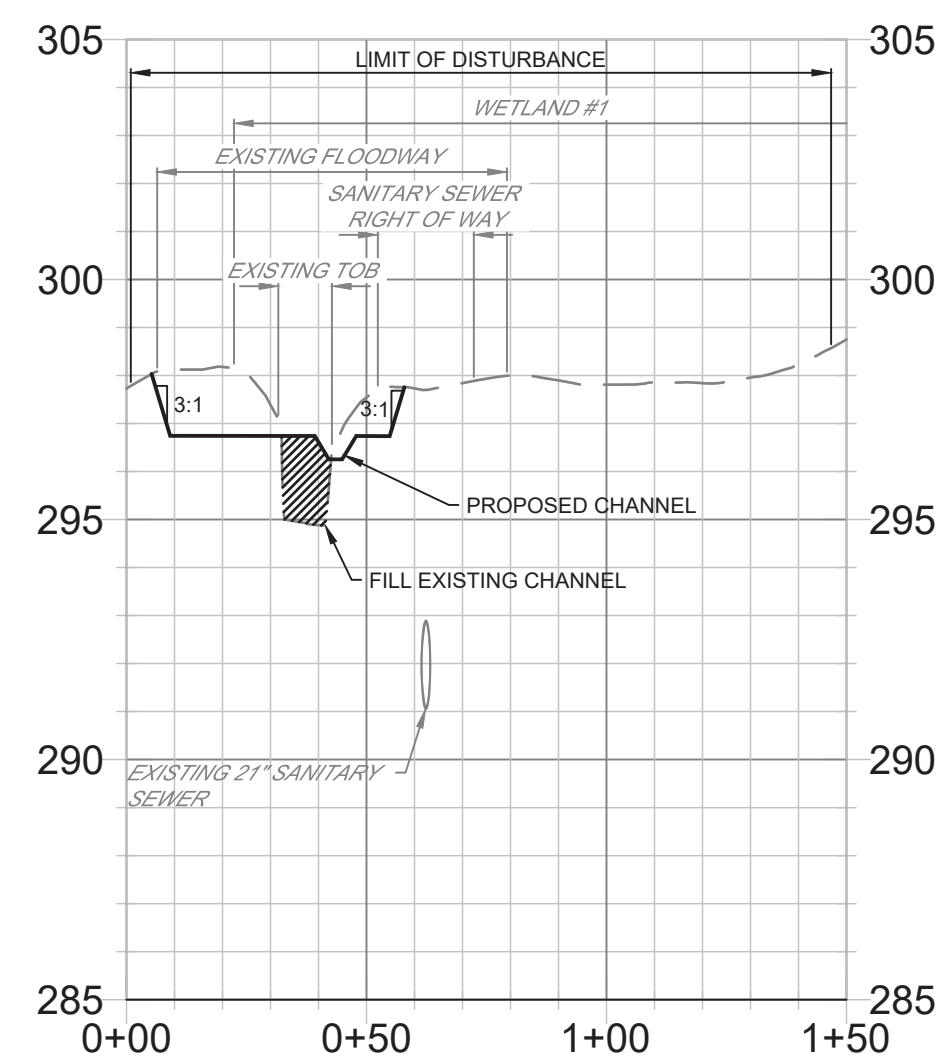 305
305
LIMIT OF DISTURBANCE
WETLAND #1
EXISTING FLOODWAY
SANITARY SEWER
RIGHT OF WAY
EXISTING TOB
300
300
3:1
3:1
PROPOSED CHANNEL
295
295
FILL EXISTING CHANNEL
290
290
EXISTING 21" SANITARY
SEWER
285
285
0+00
0+50
1+00
1+50